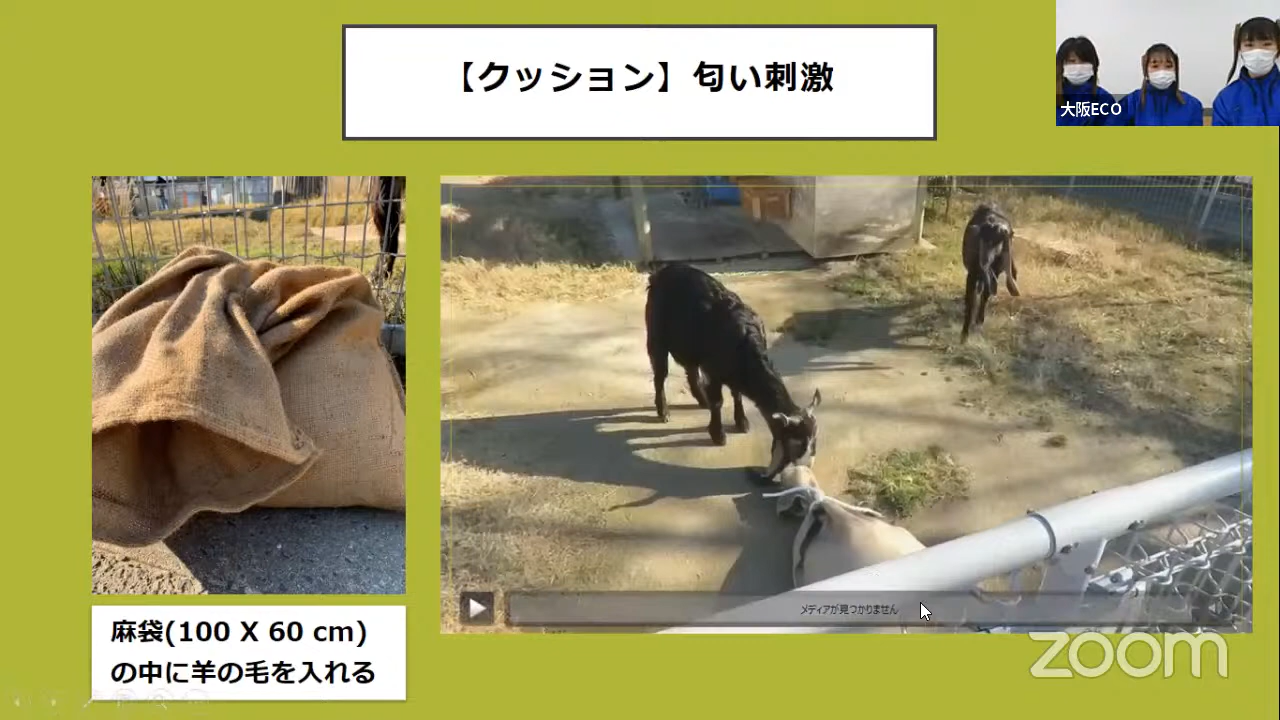 【クッション】匂い刺激
大阪ECO
麻袋(100 X 60 cm)
の中に羊の毛を入れる
メディアが見つかりません
zoom